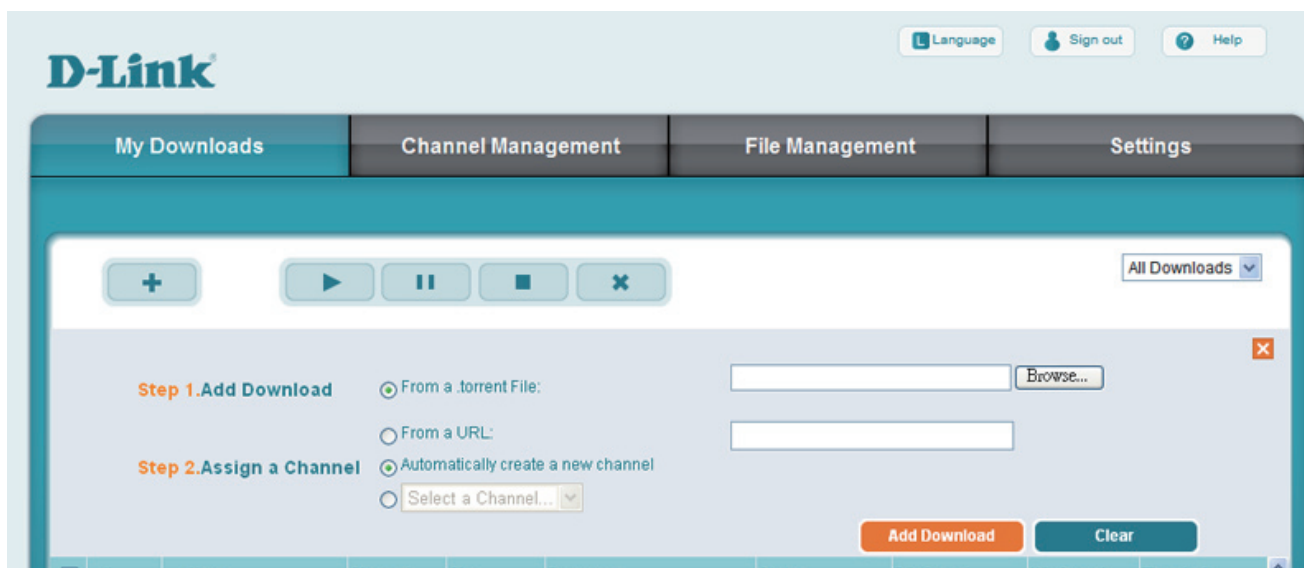 Language Sign out Help
D-Link
My Downloads Channel Management File Management Settings
All Downloads
Step 1.Add Download From a .torrent File: Browse...
From a URL:
Step 2.Assign a Channel Automatically create a new channel
Select a Channel...
Add Download Clear